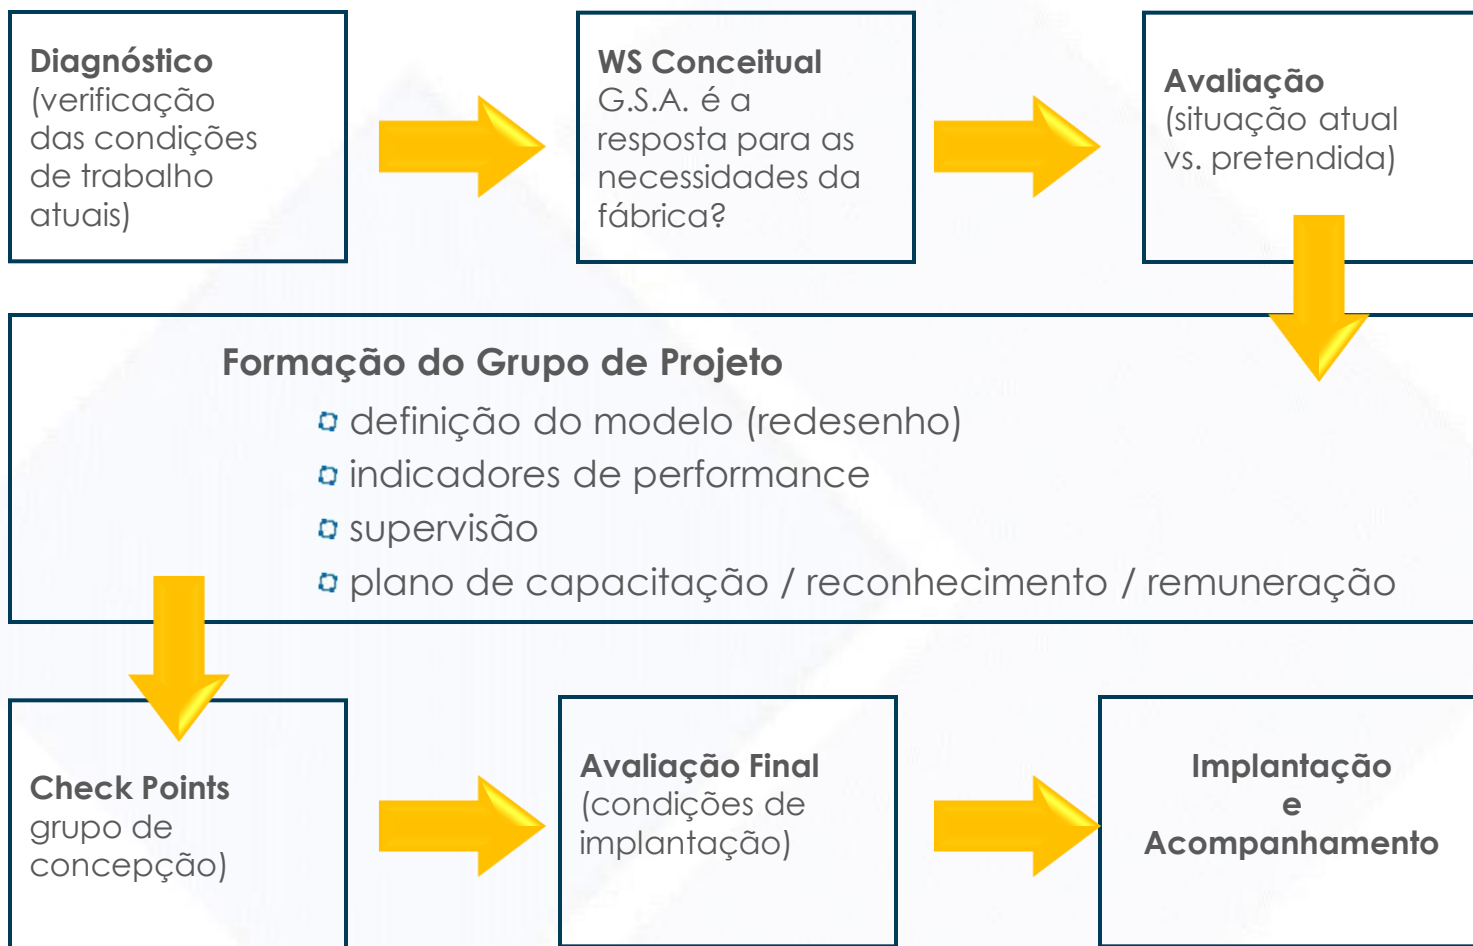 Diagnóstico
(verificação
das condições
de trabalho
atuais)
WS Conceitual
G.S.A. é a
resposta para as
necessidades da
fábrica?
Avaliação
(situação atual
vs. pretendida)
Formação do Grupo de Projeto
definição do modelo (redesenho)
indicadores de performance
supervisão
plano de capacitação / reconhecimento / remuneração
Check Points
grupo de
concepção)
Avaliação Final
(condições de
implantação)
Implantação
e
Acompanhamento